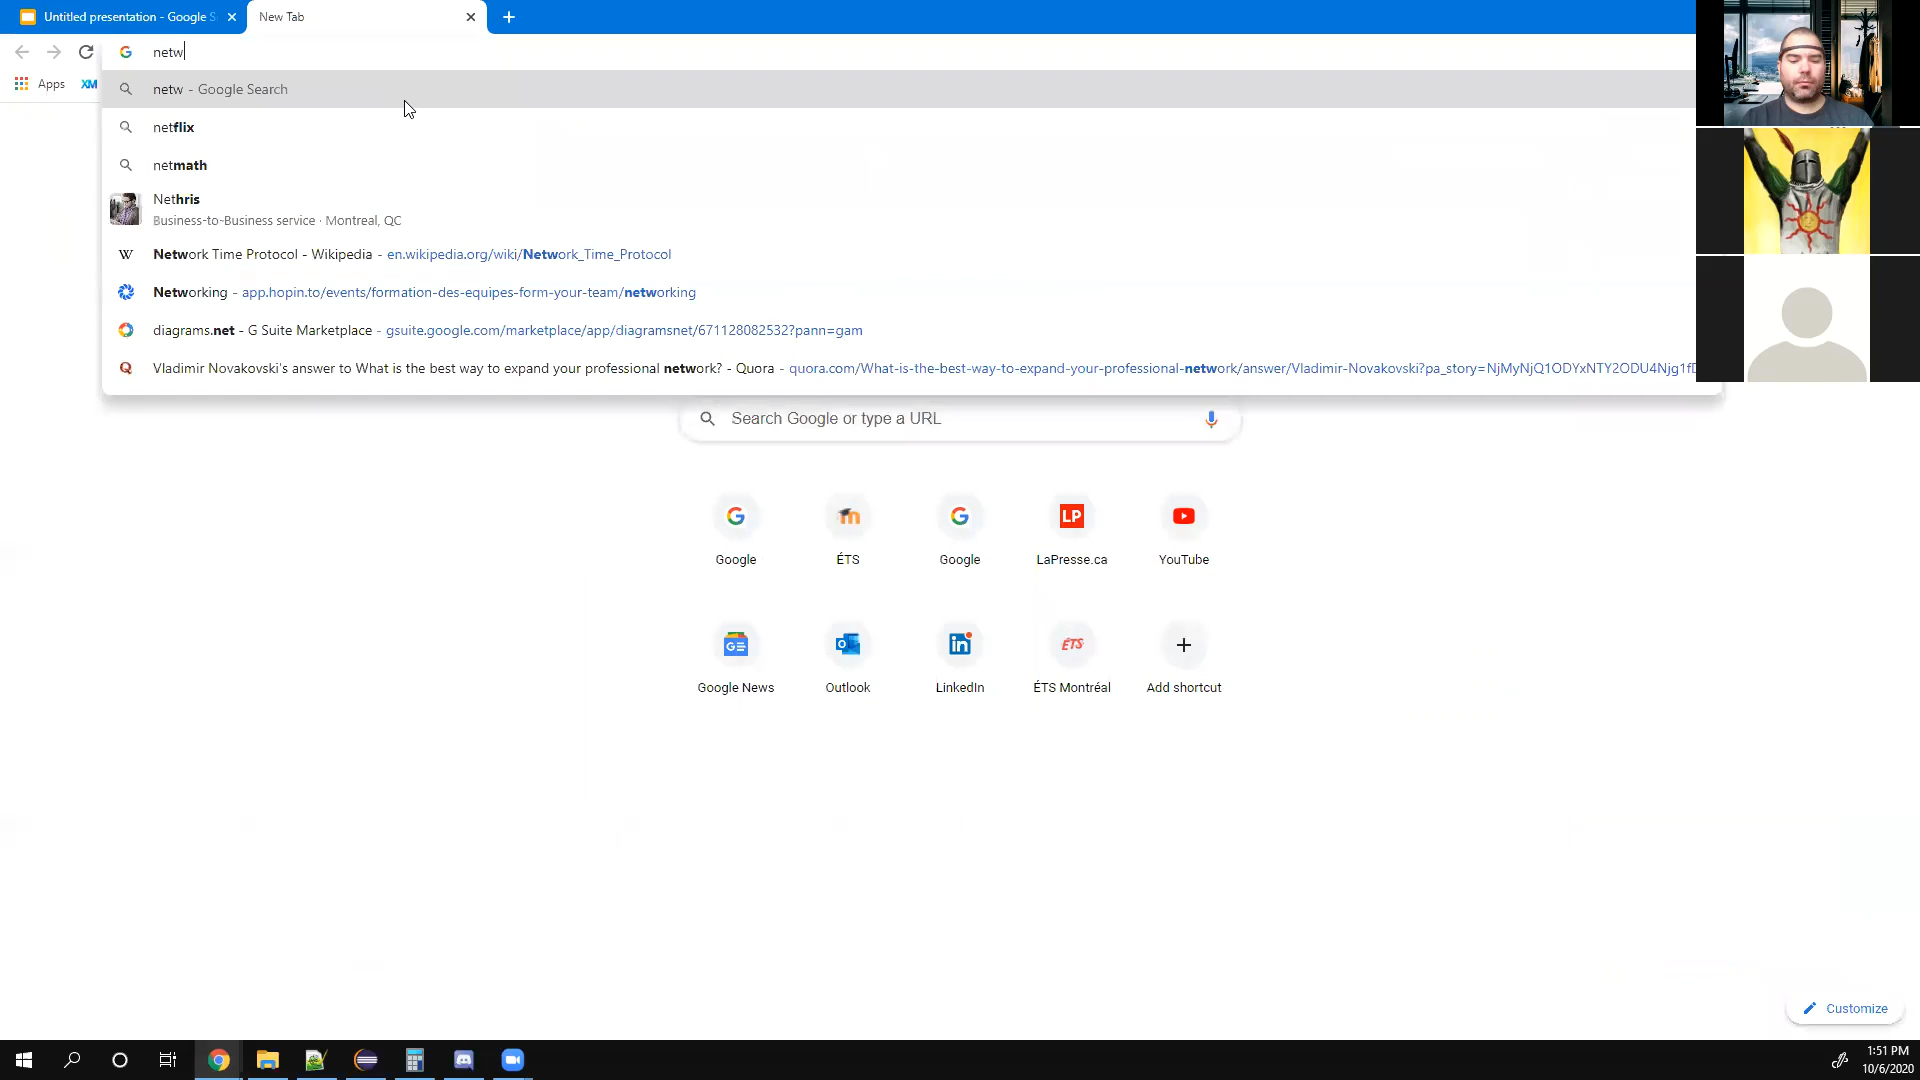 Untitled presentation - Google S
New Tab
netw
Apps
XM
netw - Google Search
netflix
netmath
Nethris
Business-to-Business service · Montreal, QC
W
Network Time Protocol - Wikipedia - en.wikipedia.org/wiki/Network_Time_Protocol
Networking - app.hopin.to/events/formation-des-equipes-form-your-team/networking
diagrams.net - G Suite Marketplace - gsuite.google.com/marketplace/app/diagramsnet/671128082532?pann=gam
Vladimir Novakovski's answer to What is the best way to expand your professional network? - Quora - quora.com/What-is-the-best-way-to-expand-your-professional-network/answer/Vladimir-Novakovski?pa_story=NjMyNjQ1ODYxNTY2ODU4Njg1fD
Search Google or type a URL
LP
Google
ÉTS
Google
LaPresse.ca
YouTube
GE
in
ÉTS
Google News
Outlook
LinkedIn
ÉTS Montréal
Add shortcut
Customize
1:51 PM
10/6/2020